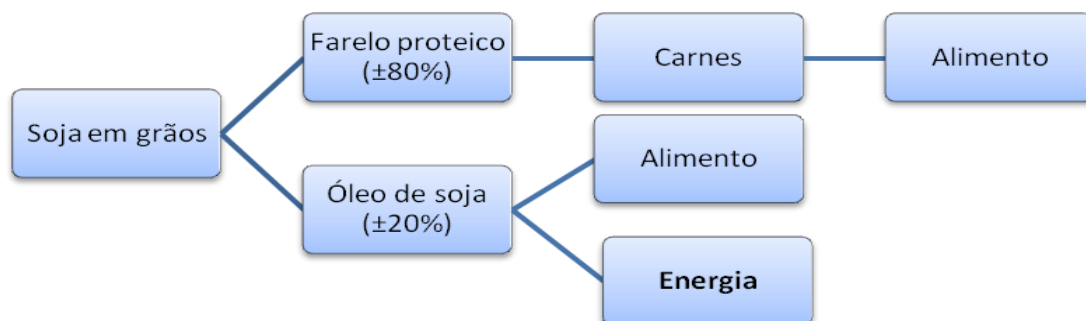 Farelo proteico
(±80%)
Carnes
Alimento
Soja em grãos
Óleo de soja
(±20%)
Alimento
Energia